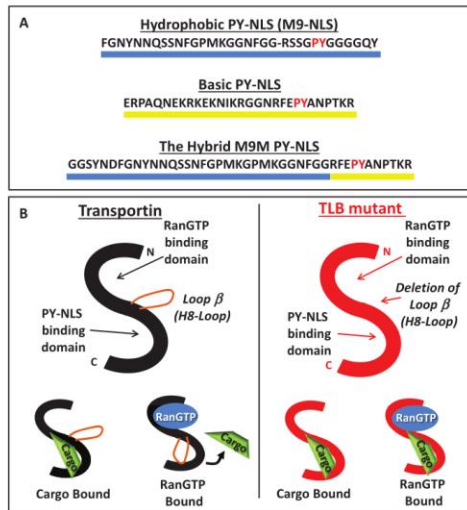 A
Hydrophobic PY-NLS (M9-NLS)
FGNYNNQSSNFGPMKGGNFGG-RSSGPYGGGGQY
Basic PY-NLS
ERPAQNEKRKEKNIKRGGNRFEPYANPTKR
The Hybrid M9M PY-NLS
GGSYNDFGNYNNQSSNFGPMKGPMKGGNFGGRFEPYANPTKR
B
Transportin
RanGTP
binding
domain
N
Loop β
(H8-Loop)
PY-NLS
binding
domain
C
Cargo
Cargo Bound
RanGTP
Cargo
RanGTP
Bound
TLB mutant
RanGTP
binding
domain
N
Deletion of
Loop β
(H8-Loop)
PY-NLS
binding
domain
C
Cargo
Cargo Bound
RanGTP
Cargo
RanGTP
Bound